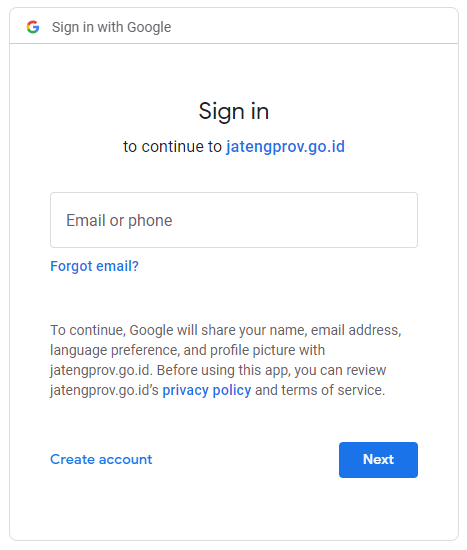 Sign in with Google
Sign in
to continue to jatengprov.go.id
Email or phone
Forgot email?
To continue, Google will share your name, email address,
language preference, and profile picture with
jatengprov.go.id. Before using this app, you can review
jatengprov.go.id’s privacy policy and terms of service.
Create account
Next